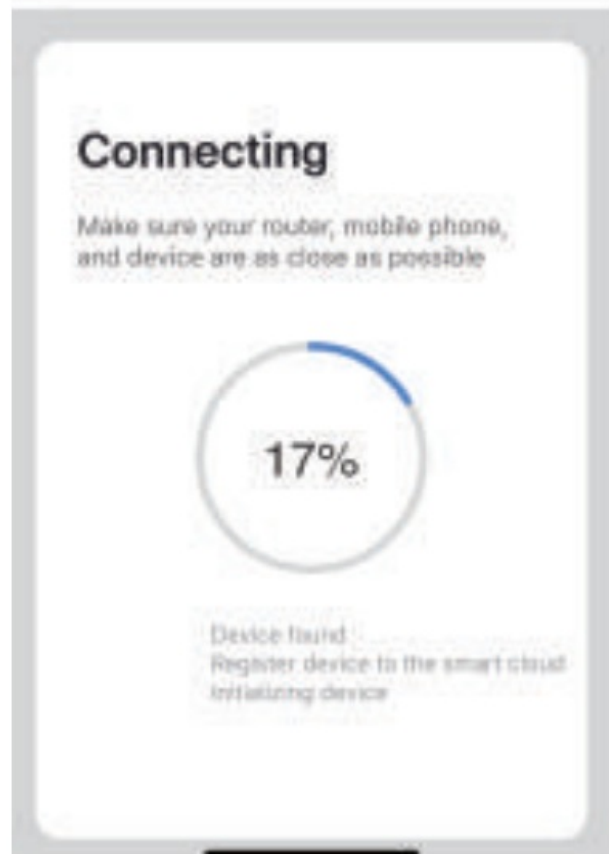 Connecting
Make sure your router, mobile phone,
and device are as close as possible
17%
Device found
Register device to the smart cloud
Initializing device